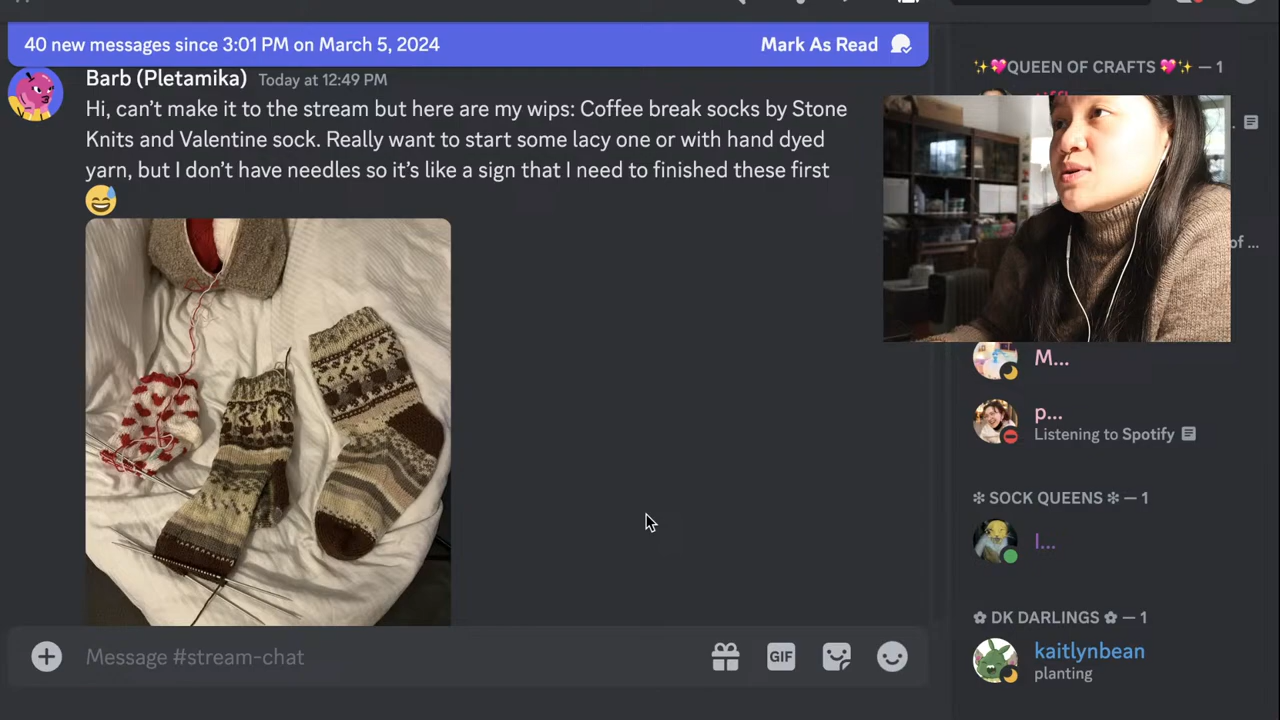 40 new messages since 3:01 PM on March 5, 2024
Mark As Read
Barb (Pletamika) Today at 12:49 PM
Hi, can’t make it to the stream but here are my wips: Coffee break socks by Stone
Knits and Valentine sock. Really want to start some lacy one or with hand dyed
yarn, but I don’t have needles so it’s like a sign that I need to finished these first
😅
Message #stream-chat
GIF
✨💖QUEEN OF CRAFTS 💖✨ — 1
of ...
M...
p...
Listening to Spotify
✻ SOCK QUEENS ✻ — 1
l...
✿ DK DARLINGS ✿ — 1
kaitlynbean
planting